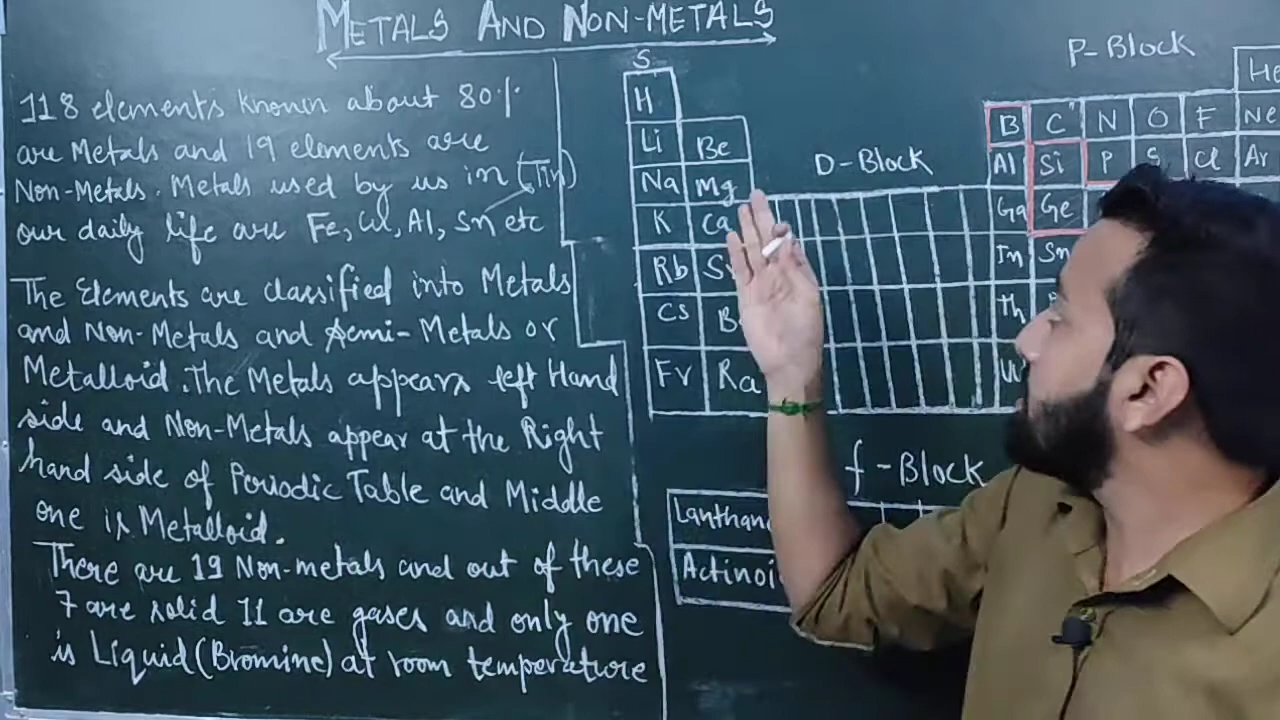 METALS AND NON-METALS
118 elements known about 80%
are Metals and 19 elements are
Non-Metals. Metals used by us in (Tin)
our daily life are Fe, Cu, Al, Sn etc
The Elements are classified into Metals
and Non-Metals and Semi-Metals or
Metalloid. The Metals appears left Hand
side and Non-Metals appear at the Right
hand side of Periodic Table and Middle
one is Metalloid.
There are 19 Non-metals and out of these
7 are solid 11 are gases and only one
is Liquid (Bromine) at room temperature
S
H
Li Be
Na Mg
K Ca
Rb
Cs
Fr Ra
D-Block
P-Block
He
B C N O F Ne
Al Si P S Cl Ar
Ga Ge
In Sn
Th
f-Block